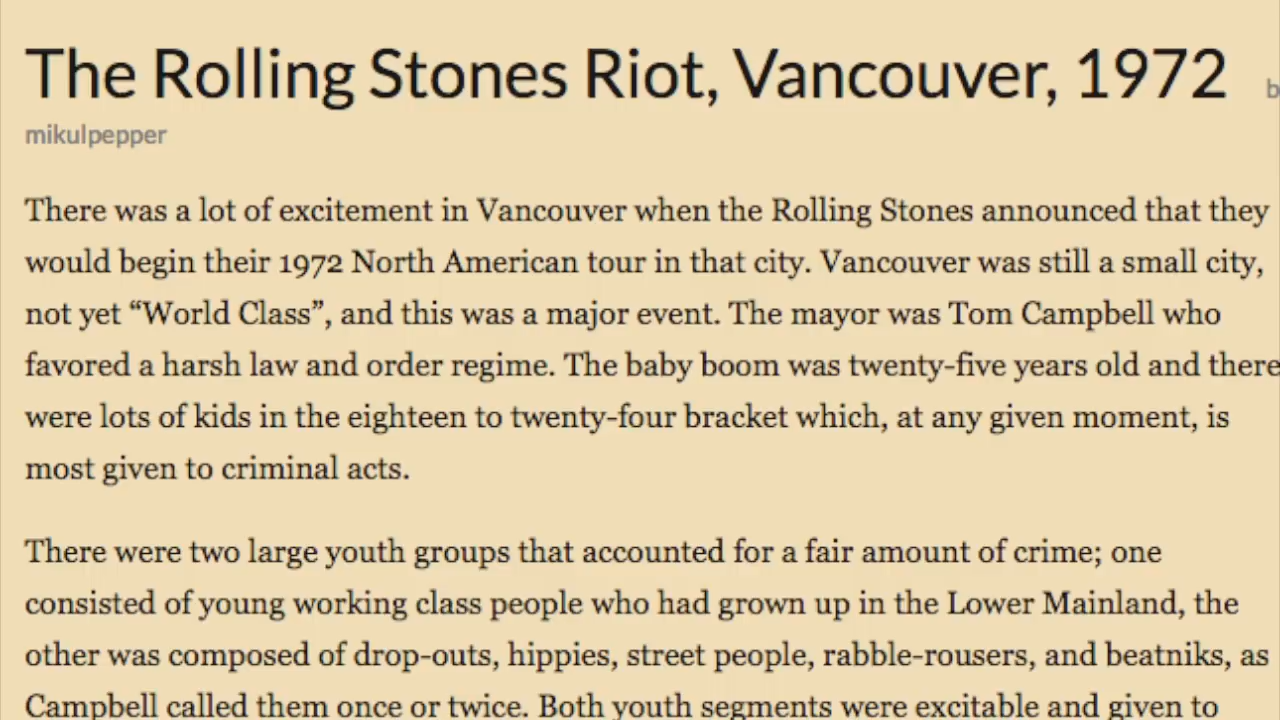 The Rolling Stones Riot, Vancouver, 1972
mikulpepper
There was a lot of excitement in Vancouver when the Rolling Stones announced that they
would begin their 1972 North American tour in that city. Vancouver was still a small city,
not yet “World Class”, and this was a major event. The mayor was Tom Campbell who
favored a harsh law and order regime. The baby boom was twenty-five years old and there
were lots of kids in the eighteen to twenty-four bracket which, at any given moment, is
most given to criminal acts.
There were two large youth groups that accounted for a fair amount of crime; one
consisted of young working class people who had grown up in the Lower Mainland, the
other was composed of drop-outs, hippies, street people, rabble-rousers, and beatniks, as
Campbell called them once or twice. Both youth segments were excitable and given to